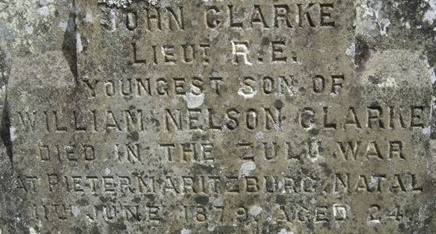 JOHN CLARKE
LIEUT R.E.
YOUNGEST SON OF
WILLIAM NELSON CLARKE
DIED IN THE ZULU WAR
AT PIETERMARITZBURG, NATAL
11TH JUNE 1879, AGED 24.